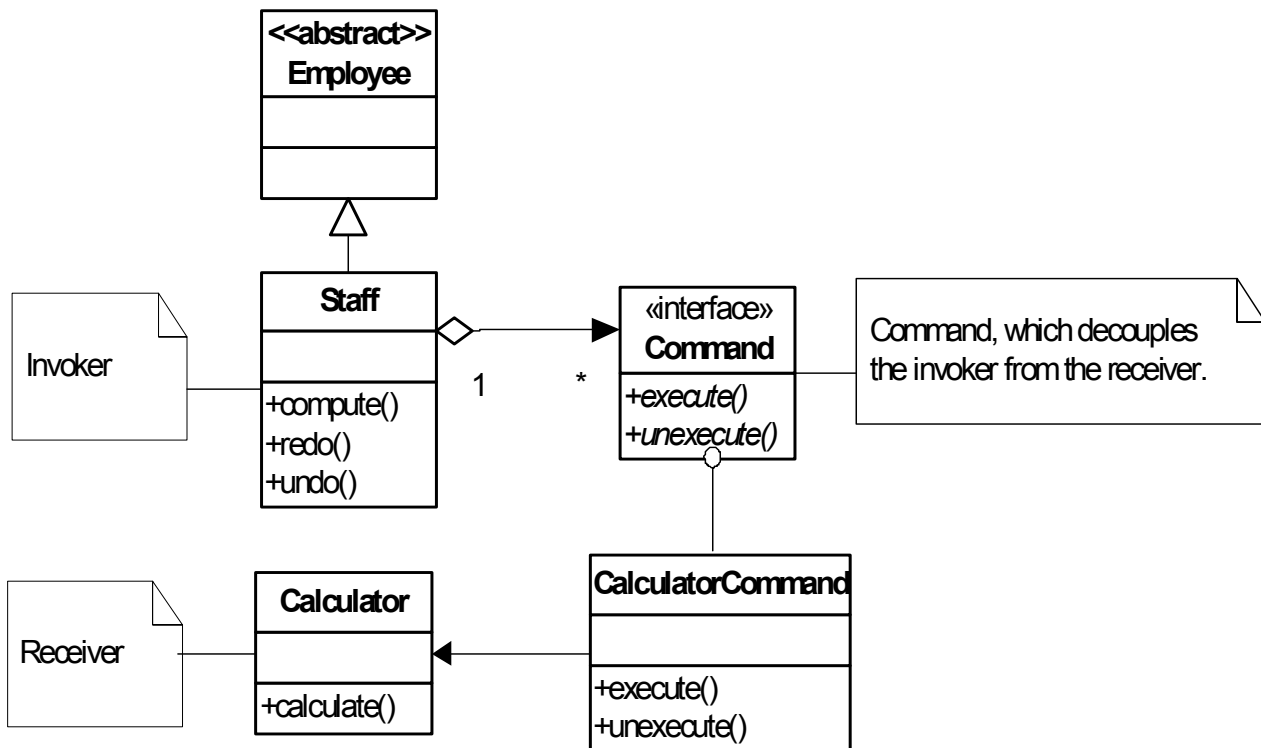 <<abstract>>
Employee
Staff
+compute()
+redo()
+undo()
Invoker
1
*
«interface»
Command
+execute()
+unexecute()
Command, which decouples
the invoker from the receiver.
Receiver
Calculator
+calculate()
CalculatorCommand
+execute()
+unexecute()